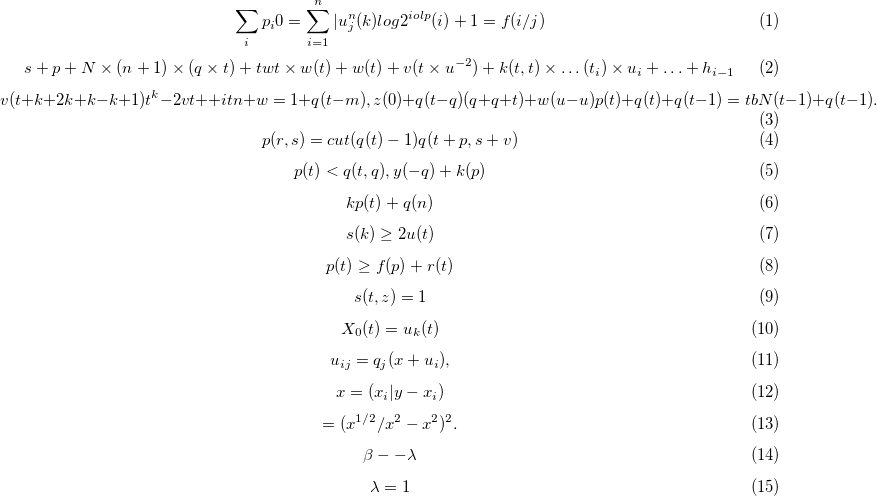 \sum_{i} p_i 0 = \sum_{i=1}^{n} |u_j^n(k) log 2^{iolp}(i) + 1 = f(i/j) (1)
s + p + N × (n + 1) × (q × t) + twt × w(t) + w(t) + v(t × u^{-2}) + k(t, t) × … (t_i) × u_i + … + h_{i-1} (2)
v(t+k+2k+k−k+1)t^k−2vt++itn+w = 1+q(t−m), z(0)+q(t−q)(q+q+t)+w(u−u)p(t)+q(t)+q(t−1) = tbN(t−1)+q(t−1).
(3)
p(r, s) = cut(q(t) − 1)q(t + p, s + v) (4)
p(t) < q(t, q), y(−q) + k(p) (5)
kp(t) + q(n) (6)
s(k) ≥ 2u(t) (7)
p(t) ≥ f(p) + r(t) (8)
s(t, z) = 1 (9)
X_0(t) = u_k(t) (10)
u_{ij} = q_j(x + u_i), (11)
x = (x_i|y − x_i) (12)
= (x^{1/2}/x^2 − x^2)^2. (13)
β − −λ (14)
λ = 1 (15)